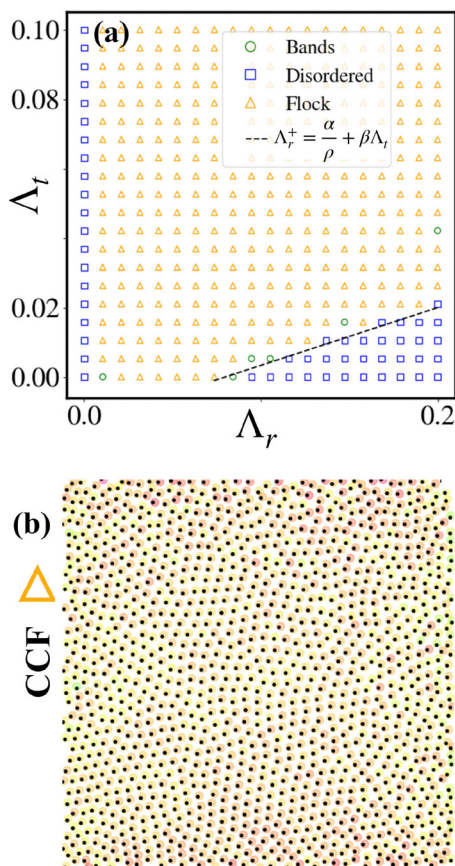 (a)
0.10
0.08
Λt
0.02
0.00
Bands
Disordered
Flock
Λr+ = α/ρ + βΛt
0.0
Λr
0.2
(b)
CCF